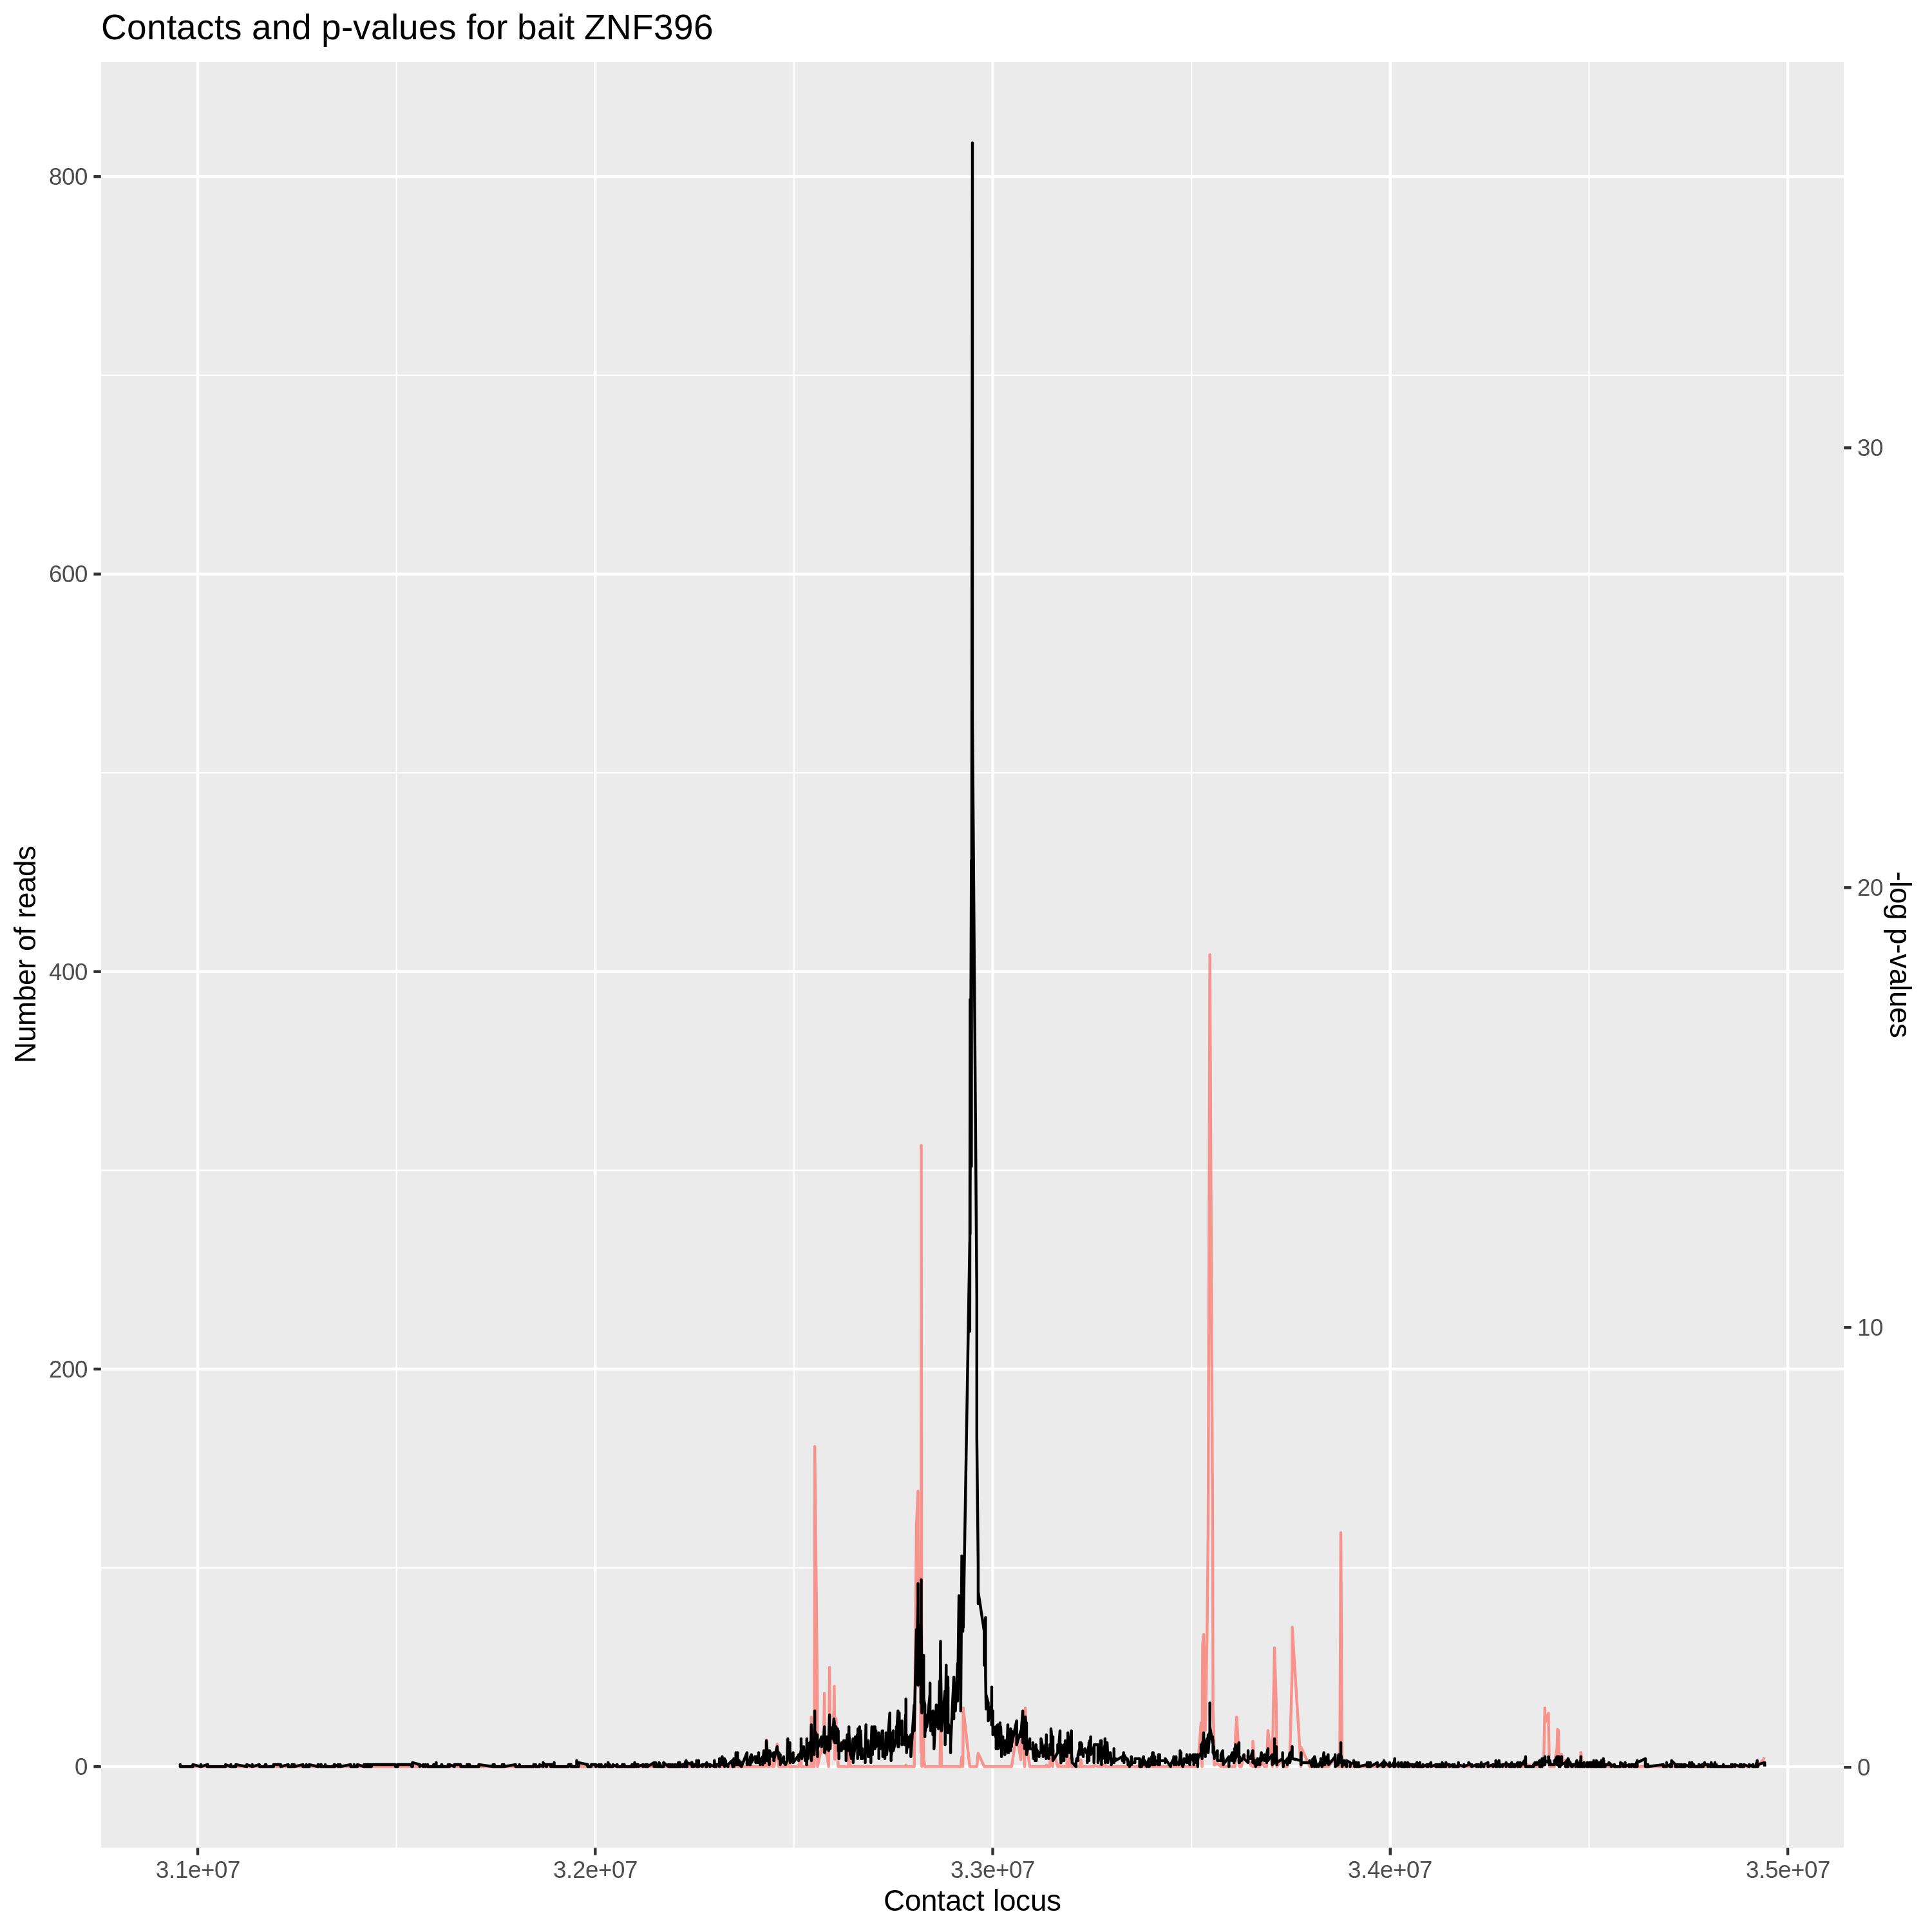 Contacts and p-values for bait ZNF396
Number of reads
800
600
400
200
0
30
20
10
0
-log p-values
3.1e+07 3.2e+07 3.3e+07 3.4e+07 3.5e+07
Contact locus